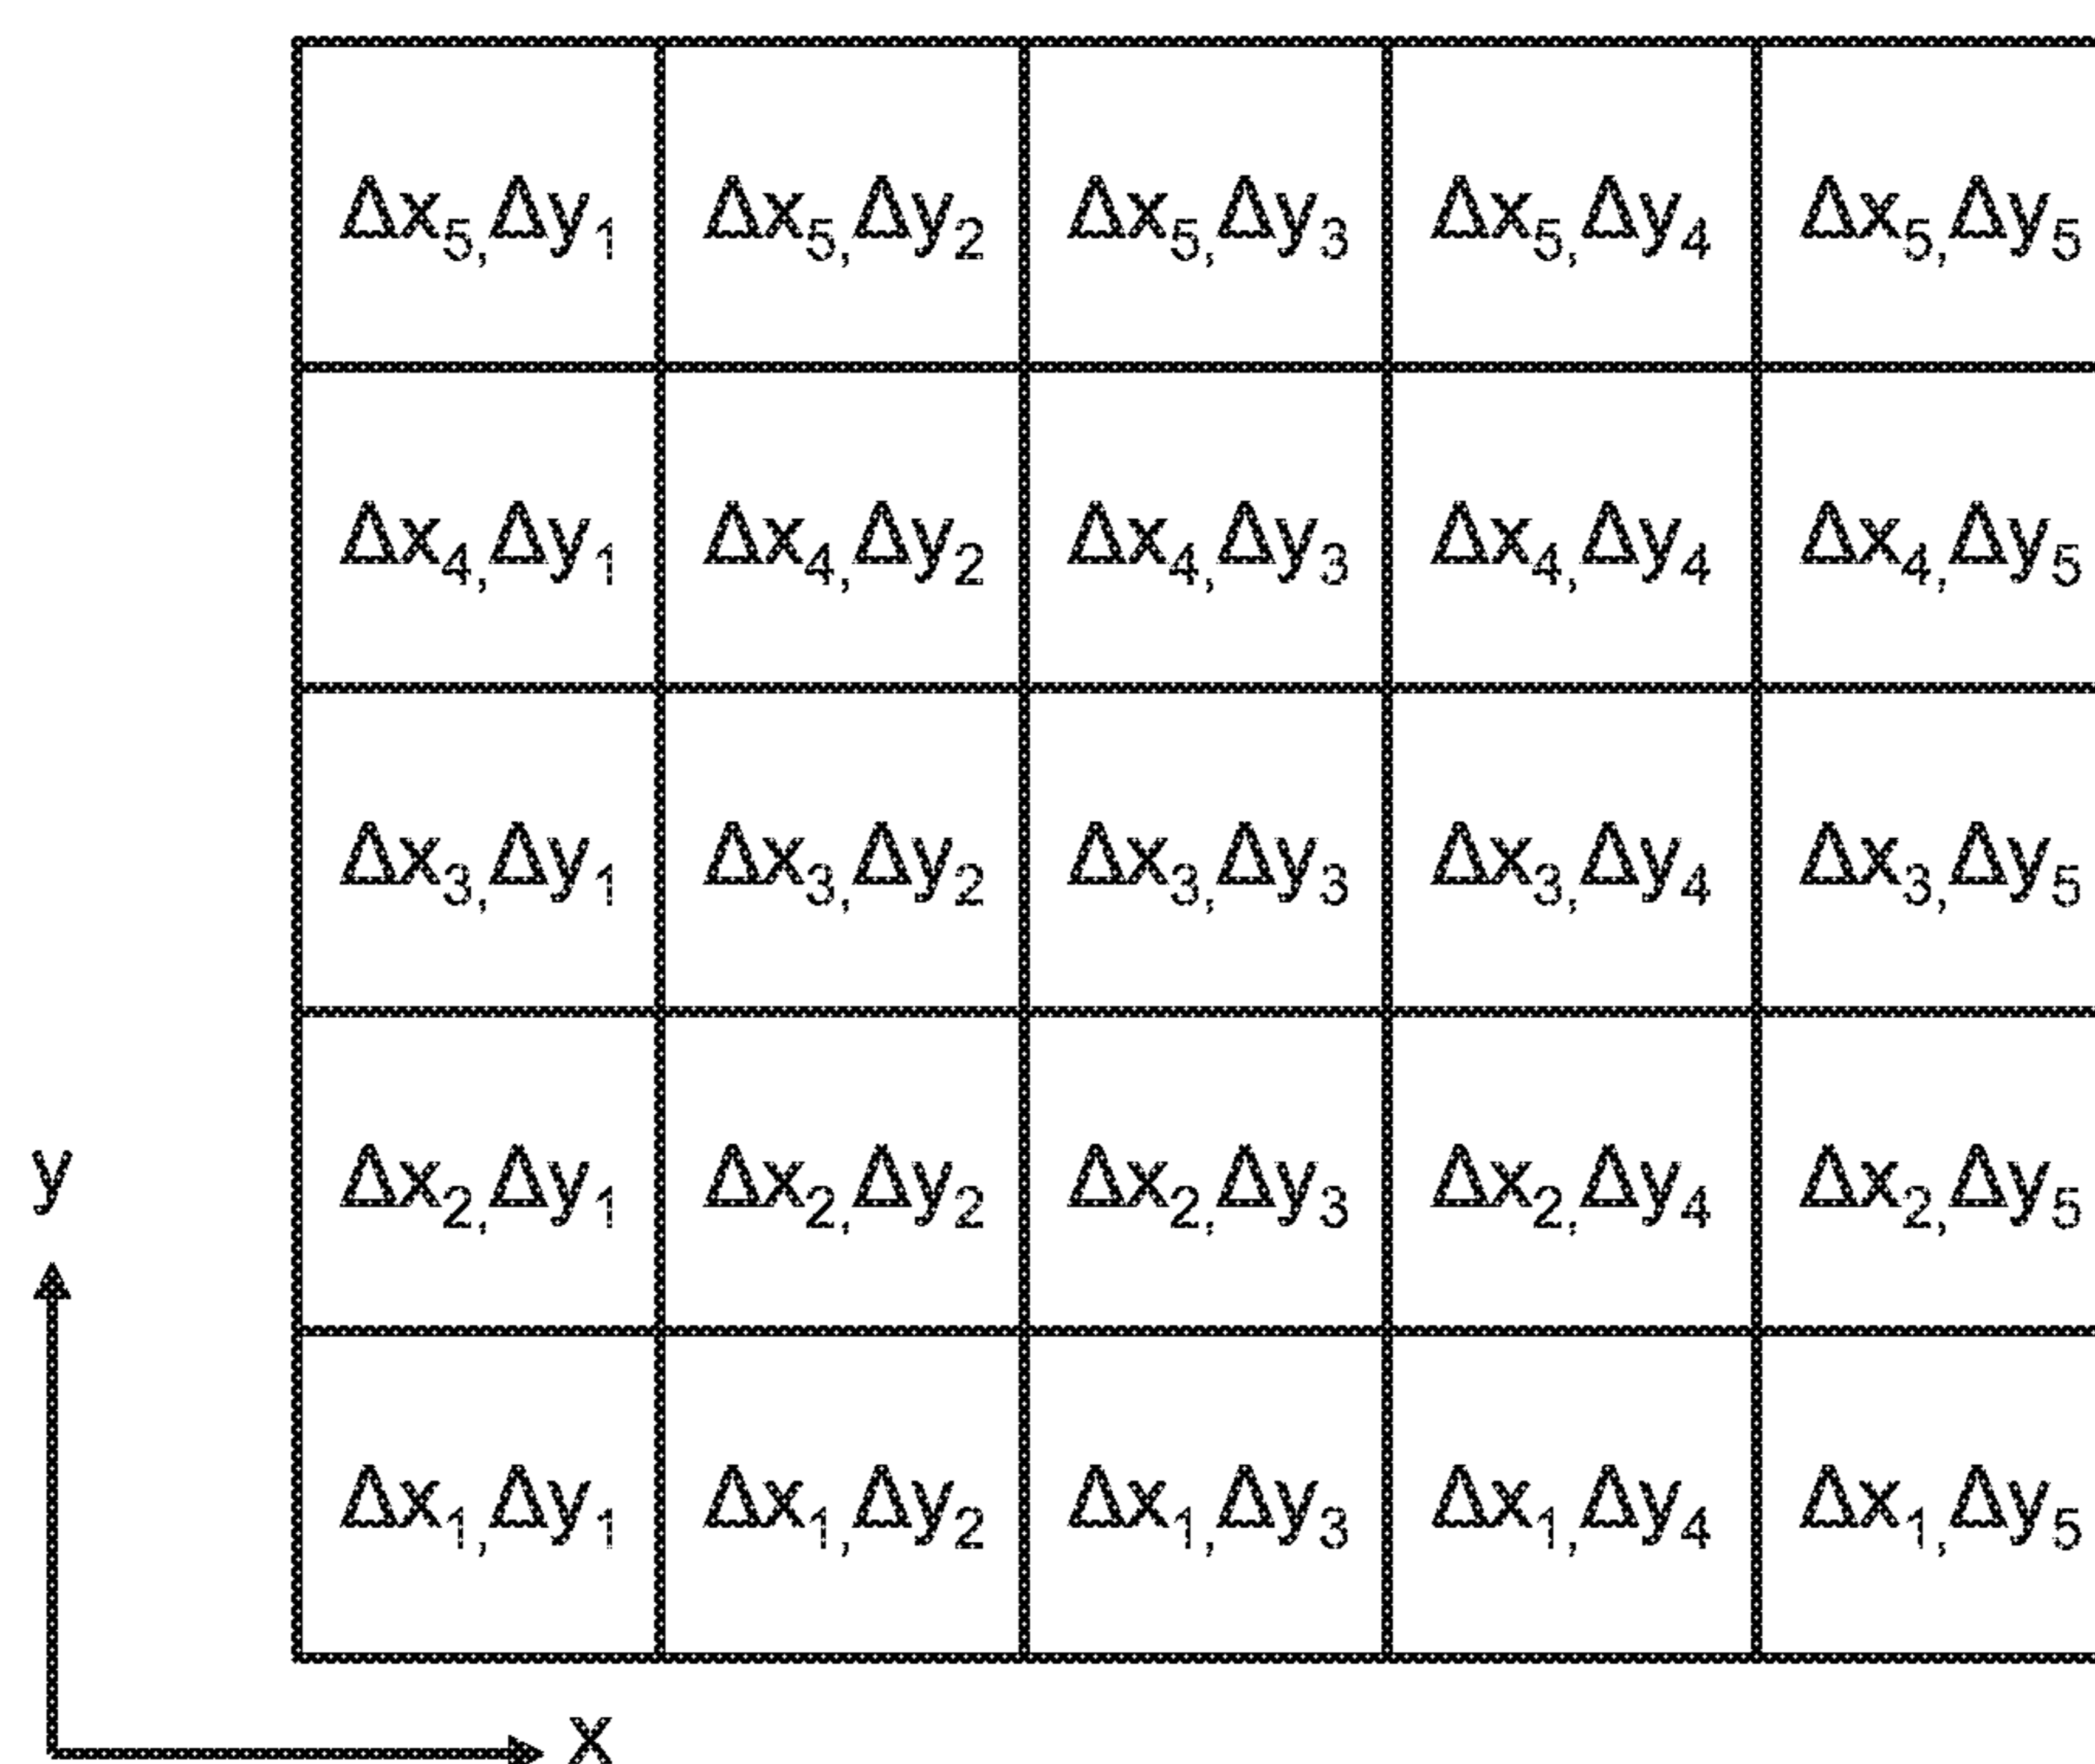 Δx₅,Δy₁ Δx₅,Δy₂ Δx₅,Δy₃ Δx₅,Δy₄ Δx₅,Δy₅
Δx₄,Δy₁ Δx₄,Δy₂ Δx₄,Δy₃ Δx₄,Δy₄ Δx₄,Δy₅
Δx₃,Δy₁ Δx₃,Δy₂ Δx₃,Δy₃ Δx₃,Δy₄ Δx₃,Δy₅
y
Δx₂,Δy₁ Δx₂,Δy₂ Δx₂,Δy₃ Δx₂,Δy₄ Δx₂,Δy₅
Δx₁,Δy₁ Δx₁,Δy₂ Δx₁,Δy₃ Δx₁,Δy₄ Δx₁,Δy₅
x